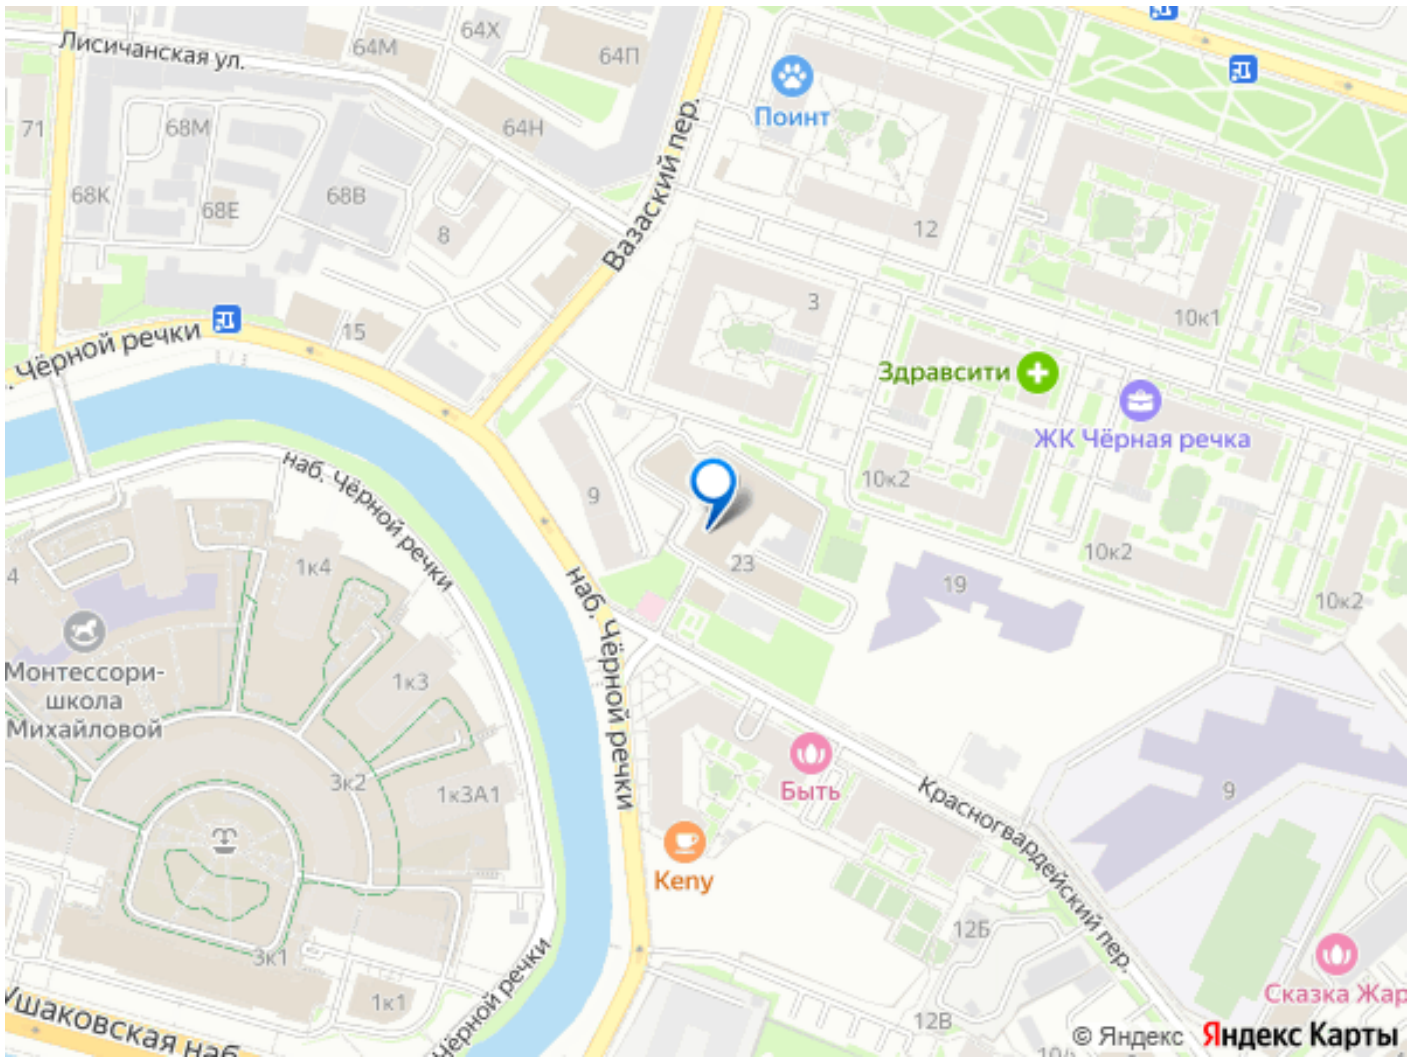 Лисичанская ул.
64М
64Х
64П
71
68М
64Н
Поинт
68К
68Е
68В
8
Вазаский пер.
12
3
10к1
. Чёрной речки
15
Здравсити
ЖК Чёрная речка
наб. Чёрной речки
9
10к2
23
10к2
19
4
1к4
наб. Чёрной речки
10к2
Монтессори-
школа
Михайловой
1к3
3к2
1к3А1
Быть
Красногвардейский пер.
9
Keny
12Б
3к1
1к1
Чёрной речки
Сказка Жар
Ушаковская наб
12В
© Яндекс Яндекс Карты